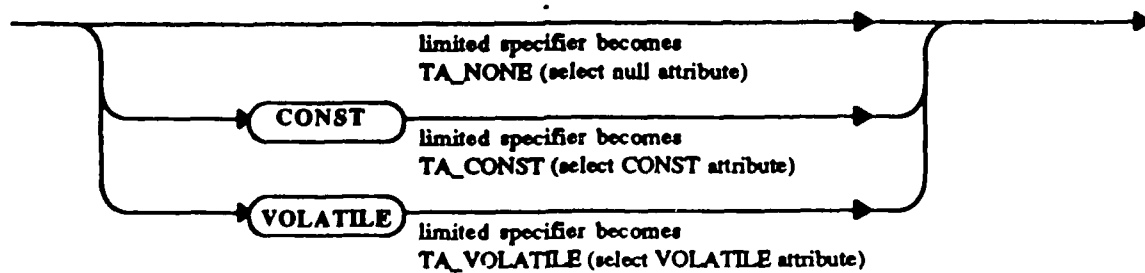 limited specifier becomes
TA_NONE (select null attribute)
CONST
limited specifier becomes
TA_CONST (select CONST attribute)
VOLATILE
limited specifier becomes
TA_VOLATILE (select VOLATILE attribute)